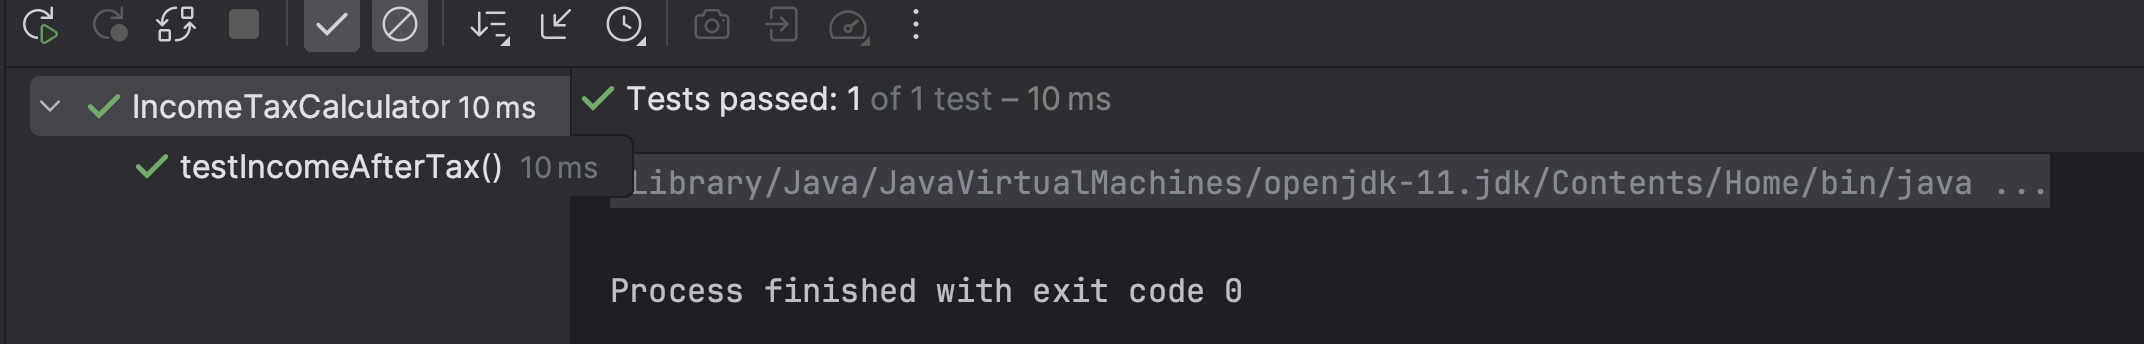 IncomeTaxCalculator 10 ms
testIncomeAfterTax() 10 ms
Tests passed: 1 of 1 test – 10 ms
Library/Java/JavaVirtualMachines/openjdk-11.jdk/Contents/Home/bin/java ...
Process finished with exit code 0